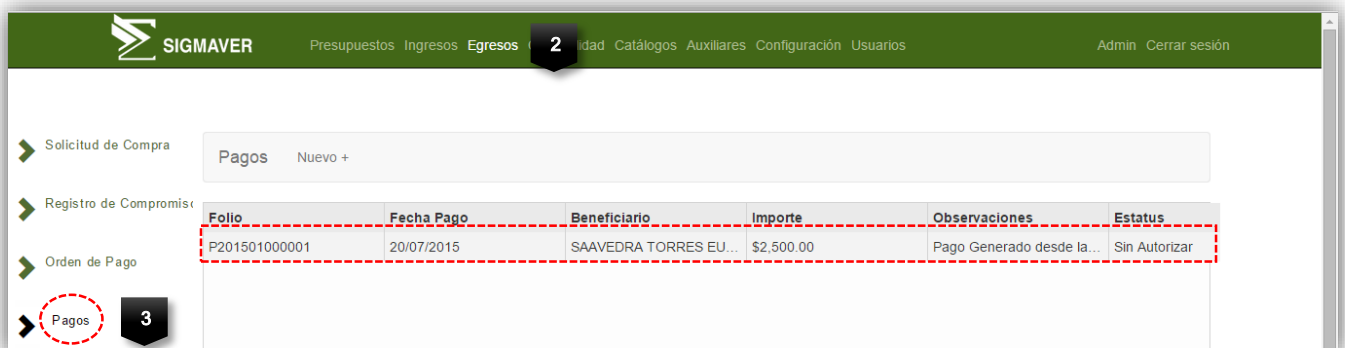 SIGMAVER
Presupuestos Ingresos Egresos 2 idad Catálogos Auxiliares Configuración Usuarios
Admin Cerrar sesión
Solicitud de Compra
Pagos Nuevo +
Registro de Compromiso
Folio Fecha Pago Beneficiario Importe Observaciones Estatus
P201501000001 20/07/2015 SAAVEDRA TORRES EU... $2,500.00 Pago Generado desde la... Sin Autorizar
Orden de Pago
Pagos 3